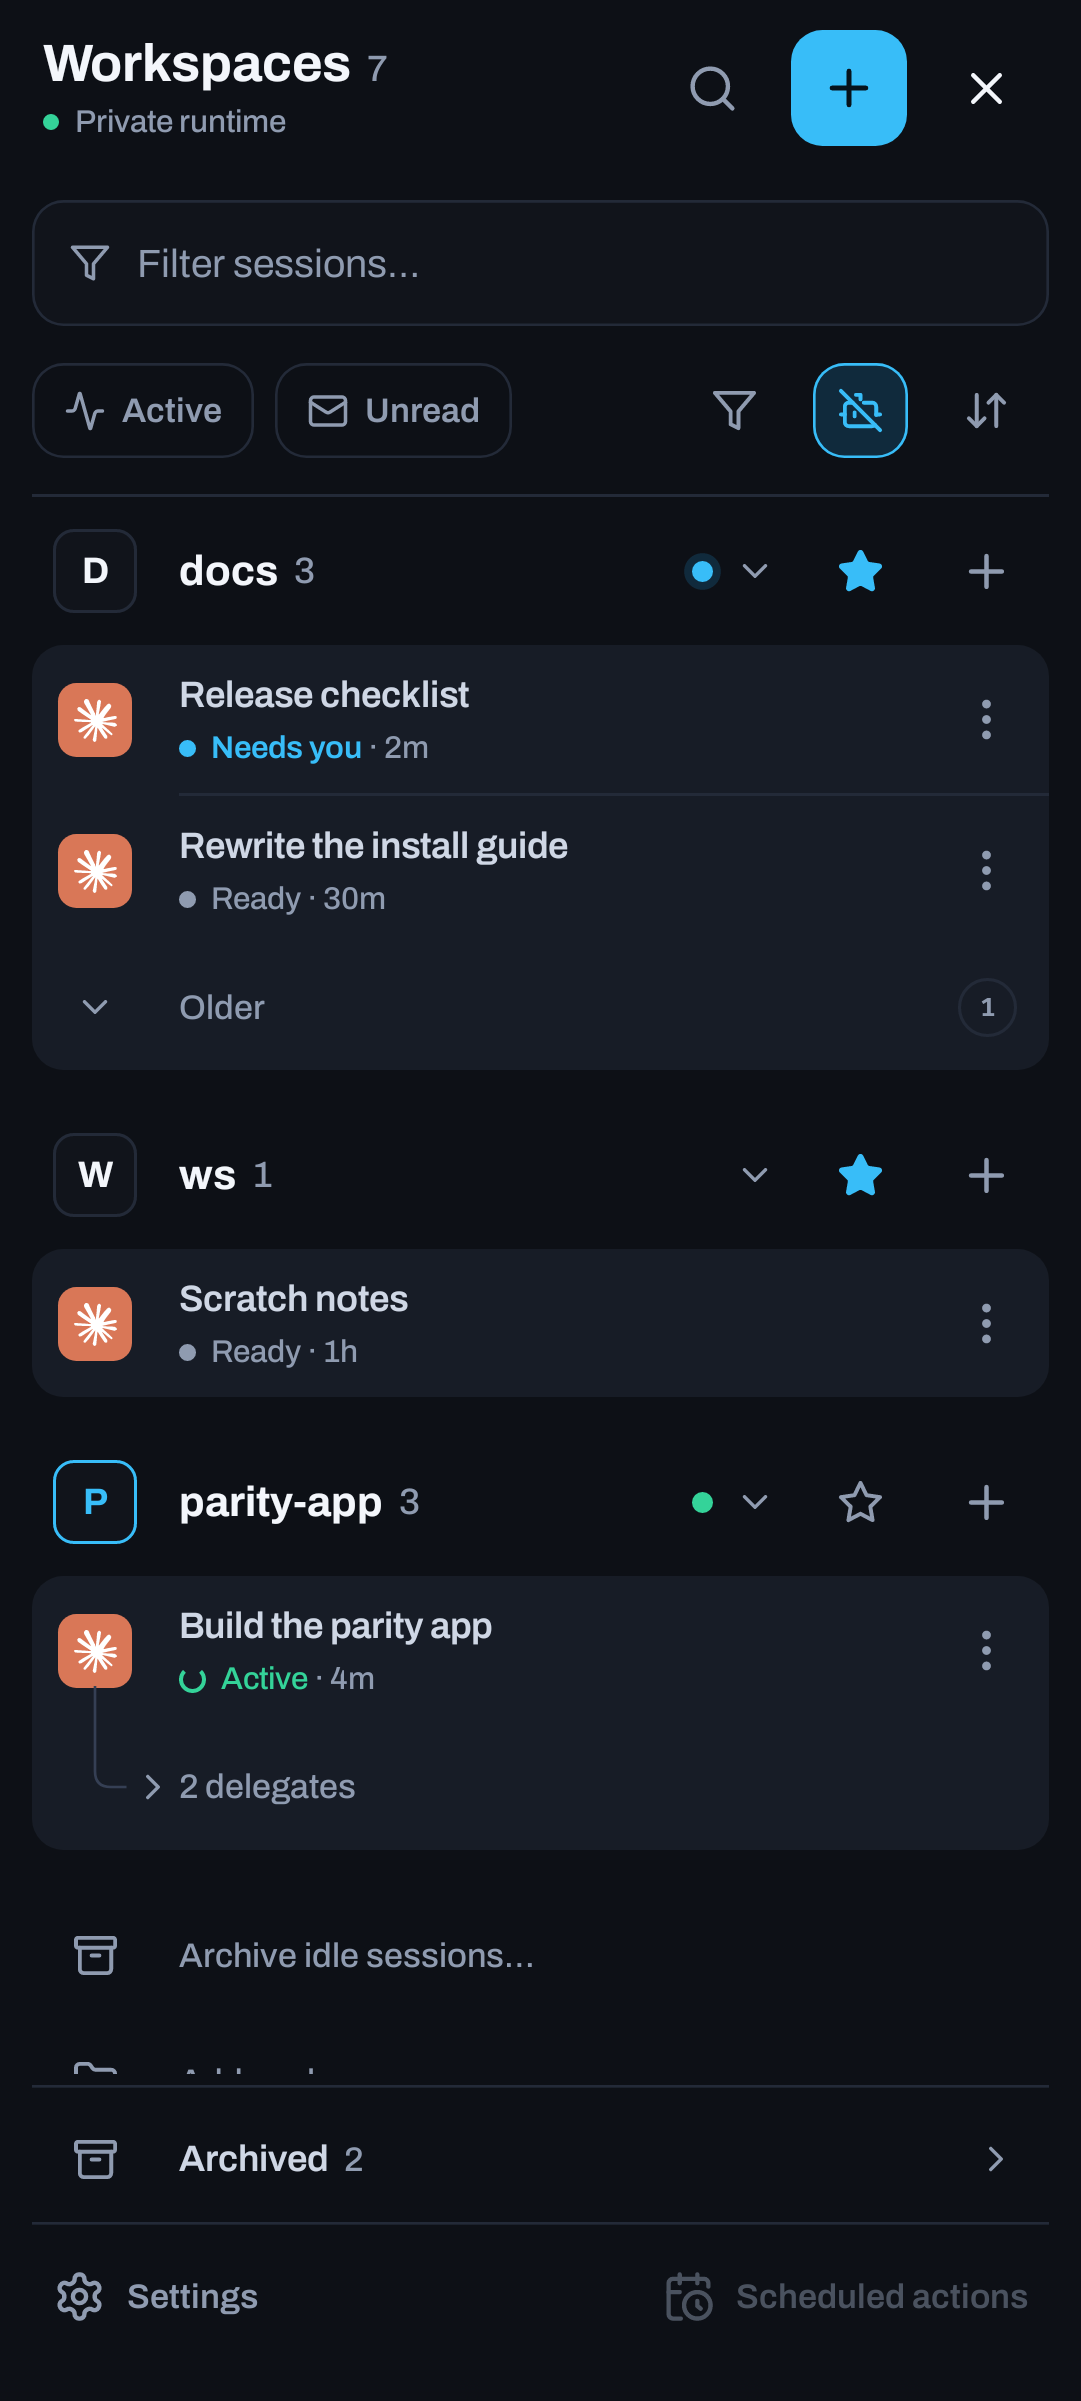 Workspaces 7
Private runtime
Filter sessions...
Active
Unread
D
docs 3
Release checklist
Needs you · 2m
Rewrite the install guide
Ready · 30m
Older
1
W
ws 1
Scratch notes
Ready · 1h
P
parity-app 3
Build the parity app
Active · 4m
2 delegates
Archive idle sessions...
Archived 2
Settings
Scheduled actions